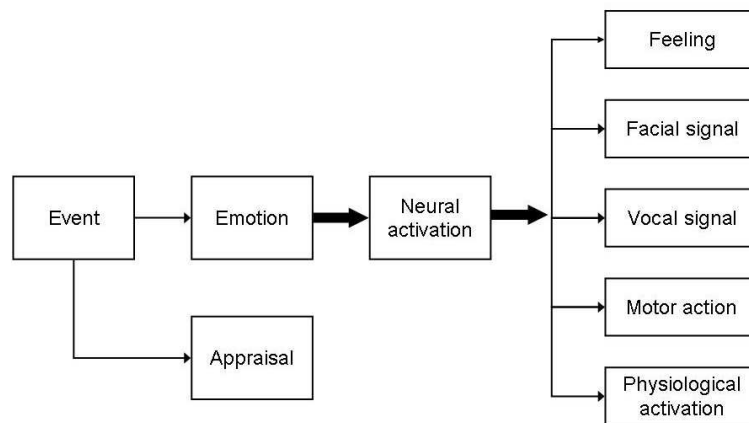 Feeling
Facial signal
Event
Emotion
Neural
activation
Vocal signal
Appraisal
Motor action
Physiological
activation